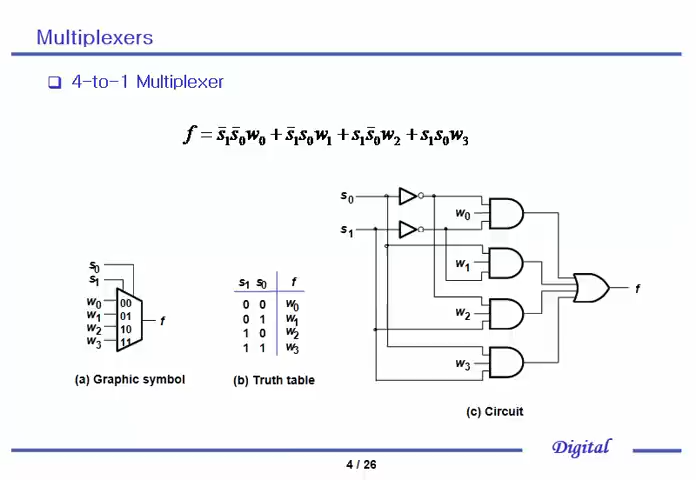 Multiplexers
❑ 4-to-1 Multiplexer
f = s̄₁s̄₀w₀ + s̄₁s₀w₁ + s₁s̄₀w₂ + s₁s₀w₃
s₀
s₁
w₀ 00
w₁ 01
w₂ 10
w₃ 11
f
(a) Graphic symbol
s₁ s₀ f
0 0 w₀
0 1 w₁
1 0 w₂
1 1 w₃
(b) Truth table
s₀
w₀
s₁
w₁
f
w₂
w₃
(c) Circuit
Digital
4 / 26